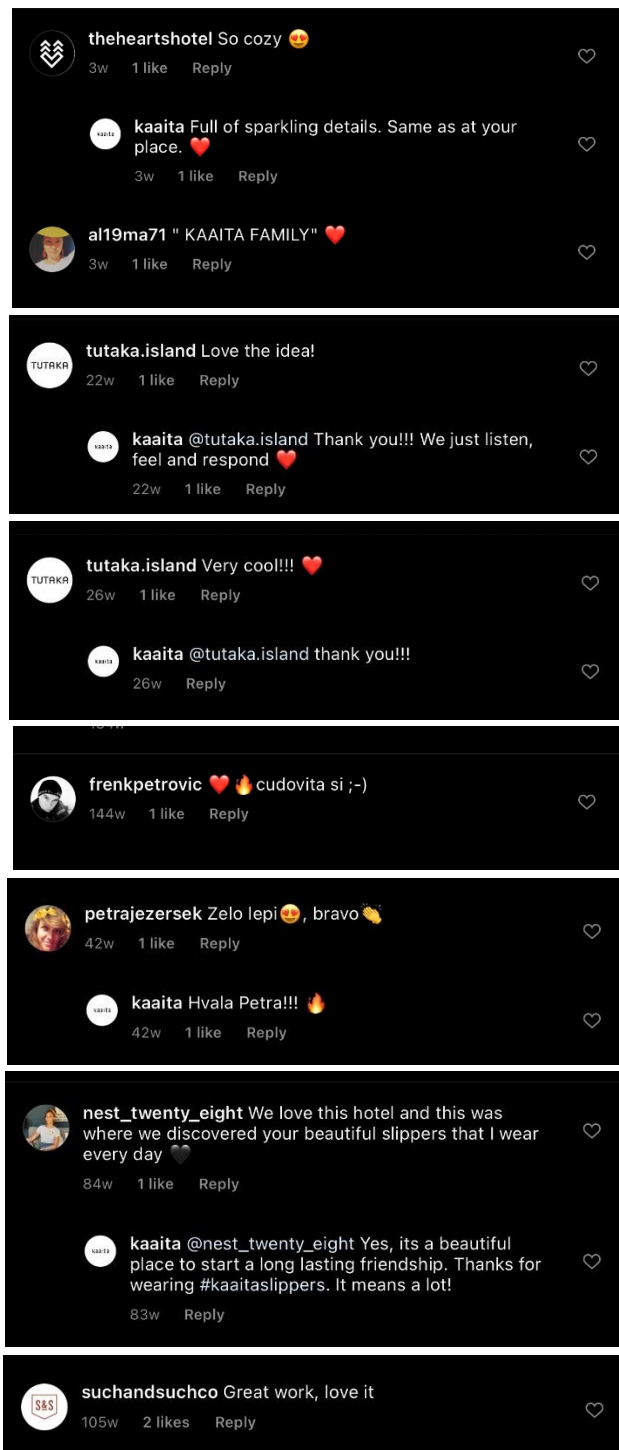 theheartshotel So cozy 😍
3w 1 like Reply
kaaita Full of sparkling details. Same as at your
place. ❤️
3w 1 like Reply
al19ma71 " KAAITA FAMILY" ❤️
3w 1 like Reply
TUTAKA
tutaka.island Love the idea!
22w 1 like Reply
kaaita
kaaita @tutaka.island Thank you!!! We just listen,
feel and respond ❤️
22w 1 like Reply
TUTAKA
tutaka.island Very cool!!! ❤️
26w 1 like Reply
kaaita
kaaita @tutaka.island thank you!!!
26w Reply
frenkpetrovic ❤️🔥cudovita si ;-)
144w 1 like Reply
petrajezersek Zelo lepi😍, bravo👏
42w 1 like Reply
kaaita
kaaita Hvala Petra!!! 🔥
42w 1 like Reply
nest_twenty_eight We love this hotel and this was
where we discovered your beautiful slippers that I wear
every day 🖤
84w 1 like Reply
kaaita
kaaita @nest_twenty_eight Yes, its a beautiful
place to start a long lasting friendship. Thanks for
wearing #kaaitaslippers. It means a lot!
83w Reply
S&S
suchandsuchco Great work, love it
105w 2 likes Reply